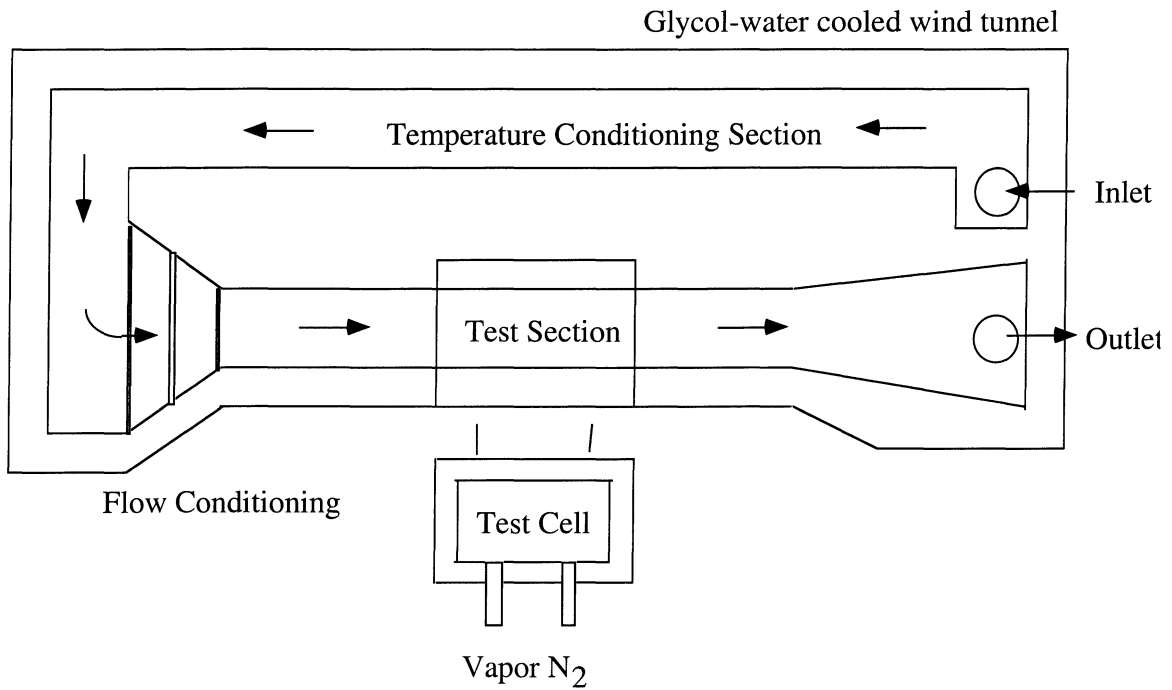 Glycol-water cooled wind tunnel
Temperature Conditioning Section
Inlet
Test Section
Outlet
Flow Conditioning
Test Cell
Vapor N2